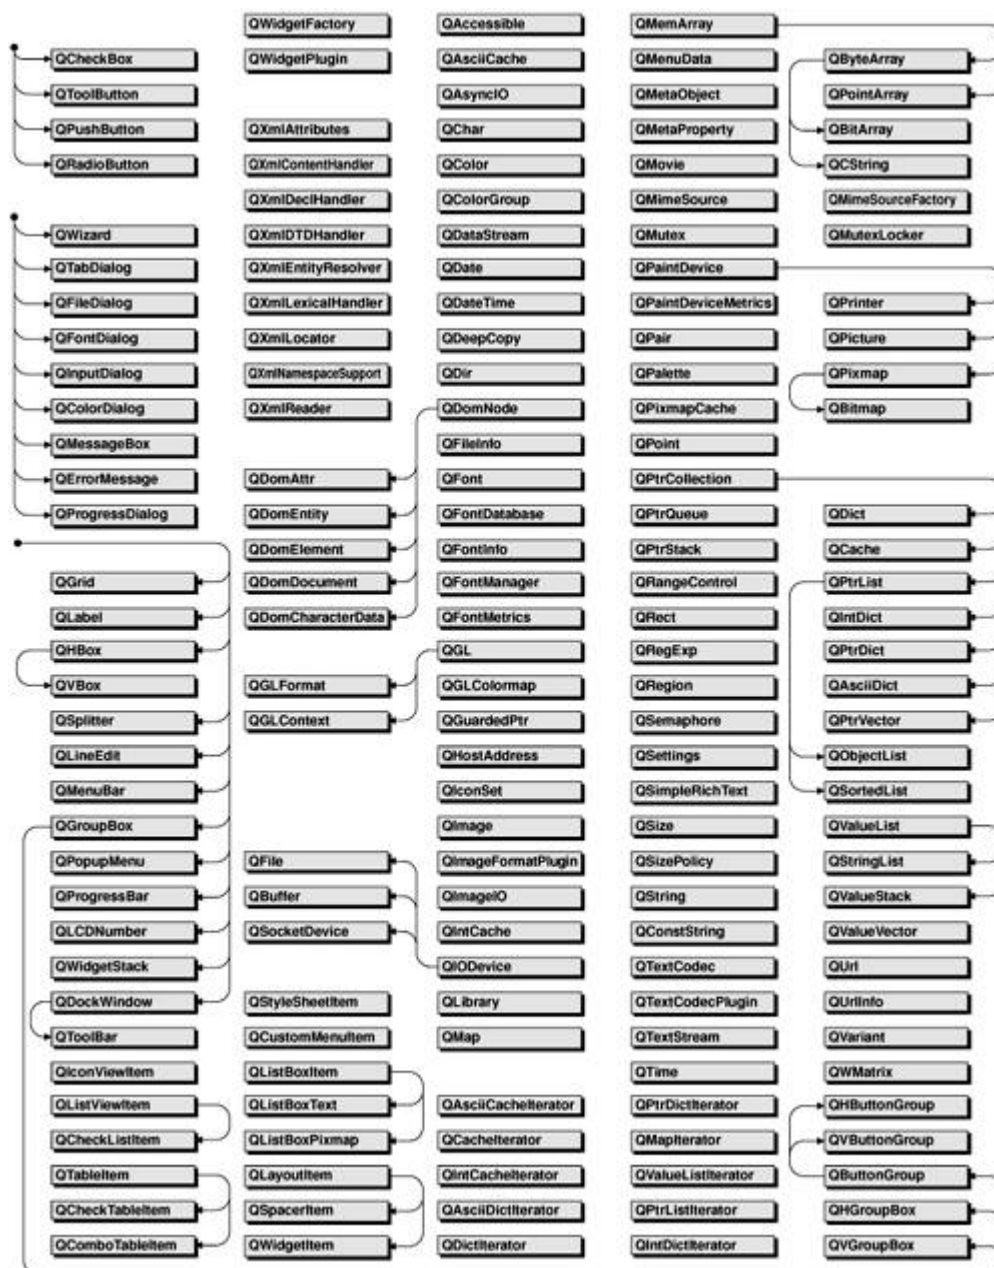 QWidgetFactory
QAccessible
QMemArray
QCheckBox
QWidgetPlugin
QAsciiCache
QMenuData
QByteArray
QToolButton
QAsyncIO
QMetaObject
QPointArray
QPushButton
QXmlAttributes
QChar
QMetaProperty
QBitArray
QRadioButton
QXmlContentHandler
QColor
QMovie
QCString
QXmlDeclHandler
QColorGroup
QMimeSource
QMimeSourceFactory
QWizard
QXmlDTDHandler
QDataStream
QMutex
QMutexLocker
QTabDialog
QXmlEntityResolver
QDate
QPaintDevice
QFileDialog
QXmlLexicalHandler
QDateTime
QPaintDeviceMetrics
QPrinter
QFontDialog
QXmlLocator
QDeepCopy
QPair
QPicture
QInputDialog
QXmlNamespaceSupport
QDir
QPalette
QPixmap
QColorDialog
QXmlReader
QDomNode
QPixmapCache
QBitmap
QMessageBox
QFileInfo
QPoint
QErrorMessage
QDomAttr
QFont
QPtrCollection
QProgressDialog
QDomEntity
QFontDatabase
QPtrQueue
QDict
QDomElement
QFontInfo
QPtrStack
QCache
QGrid
QDomDocument
QFontManager
QRangeControl
QPtrList
QLabel
QDomCharacterData
QFontMetrics
QRect
QIntDict
QHBox
QGL
QRegExp
QPtrDict
QVBox
QGLFormat
QGLColormap
QRegion
QAsciiDict
QSplitter
QGLContext
QGuardedPtr
QSemaphore
QPtrVector
QLineEdit
QHostAddress
QSettings
QObjectList
QMenuBar
QIconSet
QSimpleRichText
QSortedList
QGroupBox
QImage
QSize
QValueList
QPopupMenu
QFile
QImageFormatPlugin
QSizePolicy
QStringList
QProgressBar
QBuffer
QImageIO
QString
QValueStack
QLCDNumber
QSocketDevice
QIntCache
QConstString
QValueVector
QWidgetStack
QIODevice
QTextCodec
QUrl
QDockWindow
QStyleSheetItem
QLibrary
QTextCodecPlugin
QUrlInfo
QToolBar
QCustomMenuItem
QMap
QTextStream
QVariant
QIconViewItem
QListBoxItem
QTime
QWMatrix
QListViewItem
QListBoxText
QAsciiCacheIterator
QPtrDictIterator
QHButtonGroup
QCheckListItem
QListBoxPixmap
QCacheIterator
QMapIterator
QVButtonGroup
QTableItem
QLayoutItem
QIntCacheIterator
QValueListIterator
QButtonGroup
QCheckTableItem
QSpacerItem
QAsciiDictIterator
QPtrListIterator
QHGroupBox
QComboTableItem
QWidgetItem
QDictIterator
QIntDictIterator
QVGroupBox